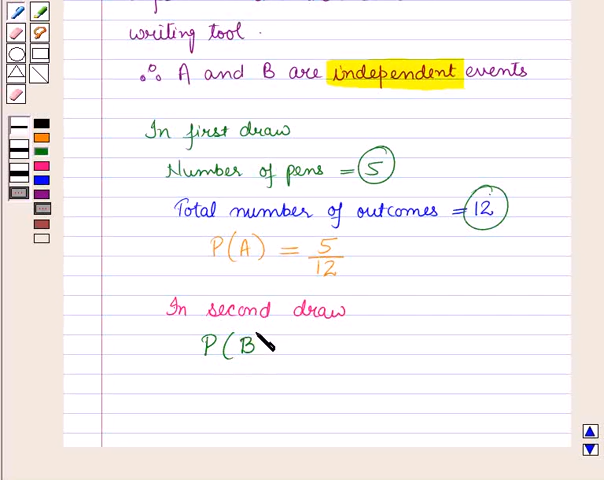 writing tool.
∴ A and B are independent events
In first draw
Number of pens = 5
Total number of outcomes = 12
P(A) = 5/12
In second draw
P(B